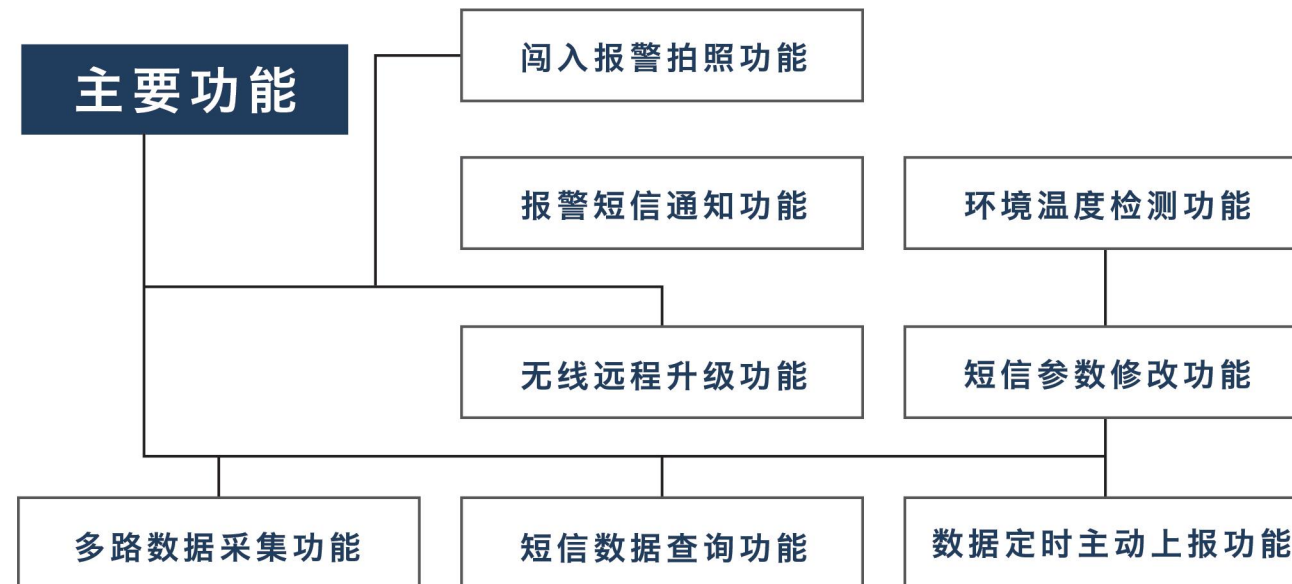 主要功能
闯入报警拍照功能
报警短信通知功能
环境温度检测功能
无线远程升级功能
短信参数修改功能
多路数据采集功能
短信数据查询功能
数据定时主动上报功能